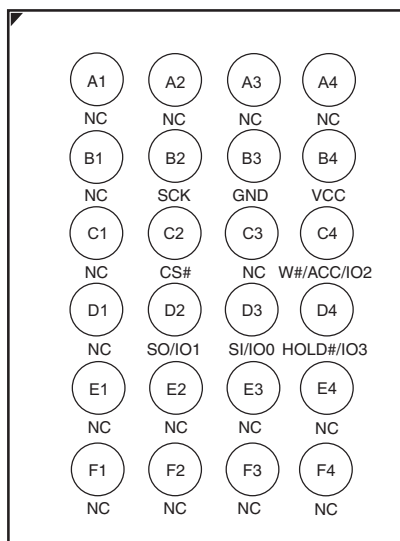 A1 A2 A3 A4
NC NC NC NC
B1 B2 B3 B4
NC SCK GND VCC
C1 C2 C3 C4
NC CS# NC W#/ACC/IO2
D1 D2 D3 D4
NC SO/IO1 SI/IO0 HOLD#/IO3
E1 E2 E3 E4
NC NC NC NC
F1 F2 F3 F4
NC NC NC NC